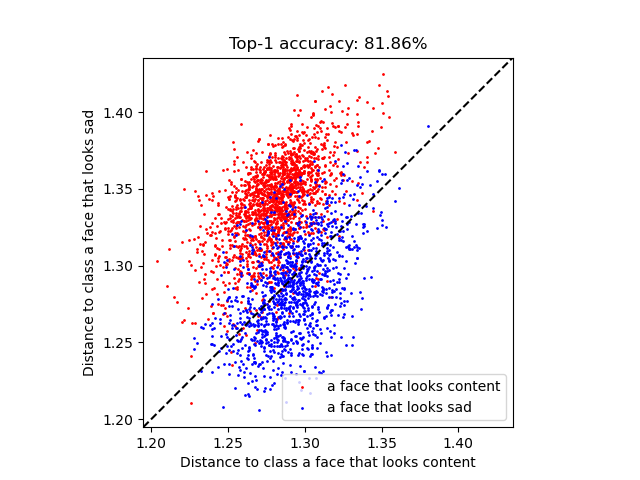 Top-1 accuracy: 81.86%
Distance to class a face that looks sad
1.40
1.35
1.30
1.25
1.20
a face that looks content
a face that looks sad
1.20 1.25 1.30 1.35 1.40
Distance to class a face that looks content